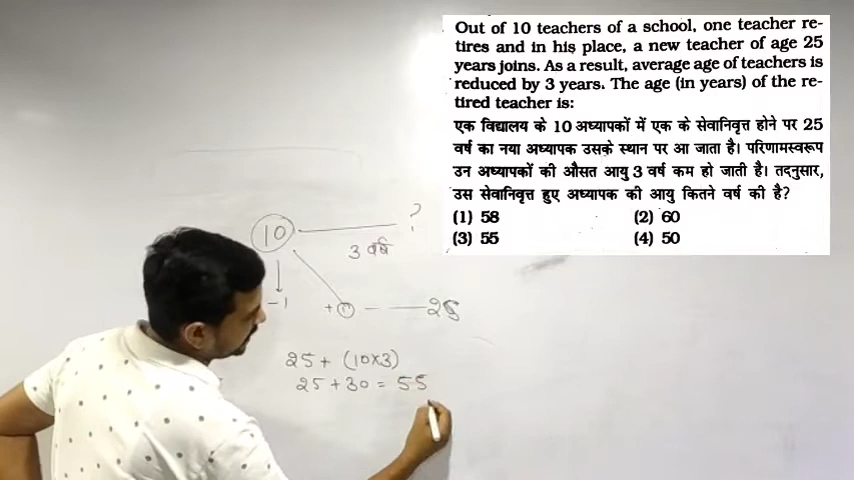 Out of 10 teachers of a school, one teacher re-
tires and in his place, a new teacher of age 25
years joins. As a result, average age of teachers is
reduced by 3 years. The age (in years) of the re-
tired teacher is:
एक विद्यालय के 10 अध्यापकों में एक के सेवानिवृत्त होने पर 25
वर्ष का नया अध्यापक उसके स्थान पर आ जाता है। परिणामस्वरूप
उन अध्यापकों की औसत आयु 3 वर्ष कम हो जाती है। तद्नुसार,
उस सेवानिवृत्त हुए अध्यापक की आयु कितने वर्ष की है?
(1) 58 (2) 60
(3) 55 (4) 50
10 ?
3 वर्ष
-1
+ 1 25
25 + (10×3)
25 + 30 = 55